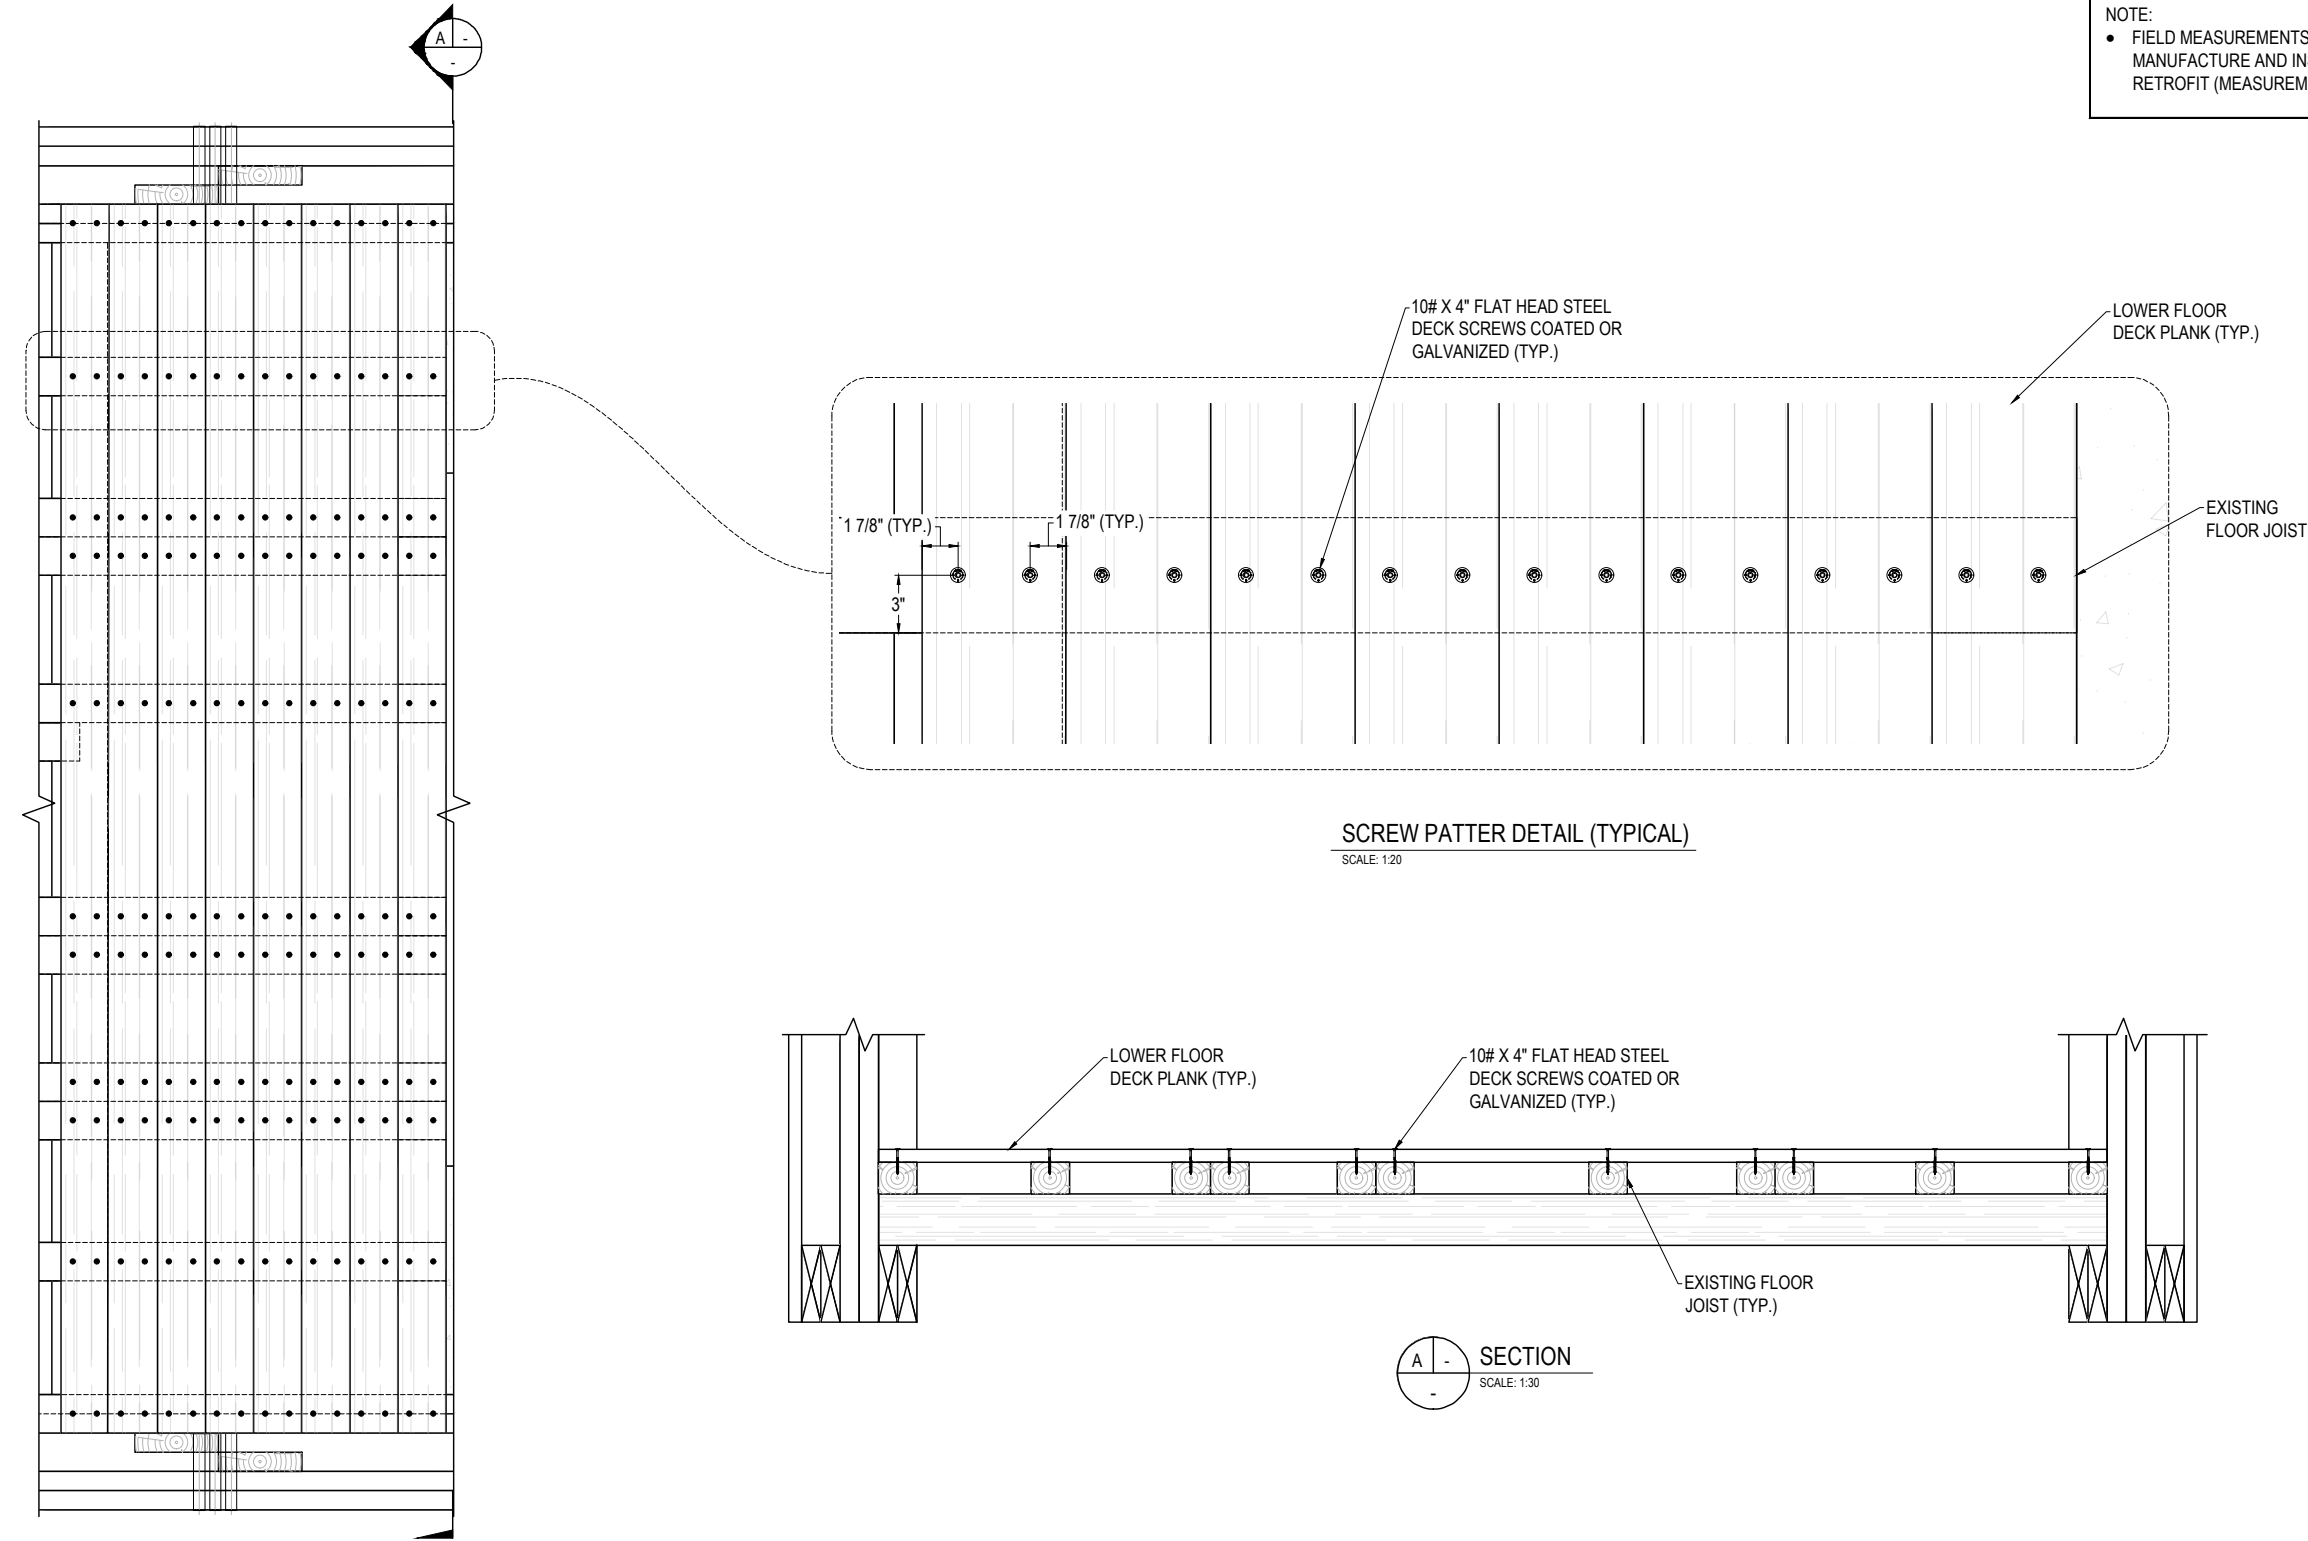 A -
-
NOTE:
● FIELD MEASUREMENTS
MANUFACTURE AND IN
RETROFIT (MEASUREM
10# X 4" FLAT HEAD STEEL
DECK SCREWS COATED OR
GALVANIZED (TYP.)
LOWER FLOOR
DECK PLANK (TYP.)
1 7/8" (TYP.)
1 7/8" (TYP.)
3"
EXISTING
FLOOR JOIST
SCREW PATTER DETAIL (TYPICAL)
SCALE: 1:20
LOWER FLOOR
DECK PLANK (TYP.)
10# X 4" FLAT HEAD STEEL
DECK SCREWS COATED OR
GALVANIZED (TYP.)
EXISTING FLOOR
JOIST (TYP.)
A -
-
SECTION
SCALE: 1:30